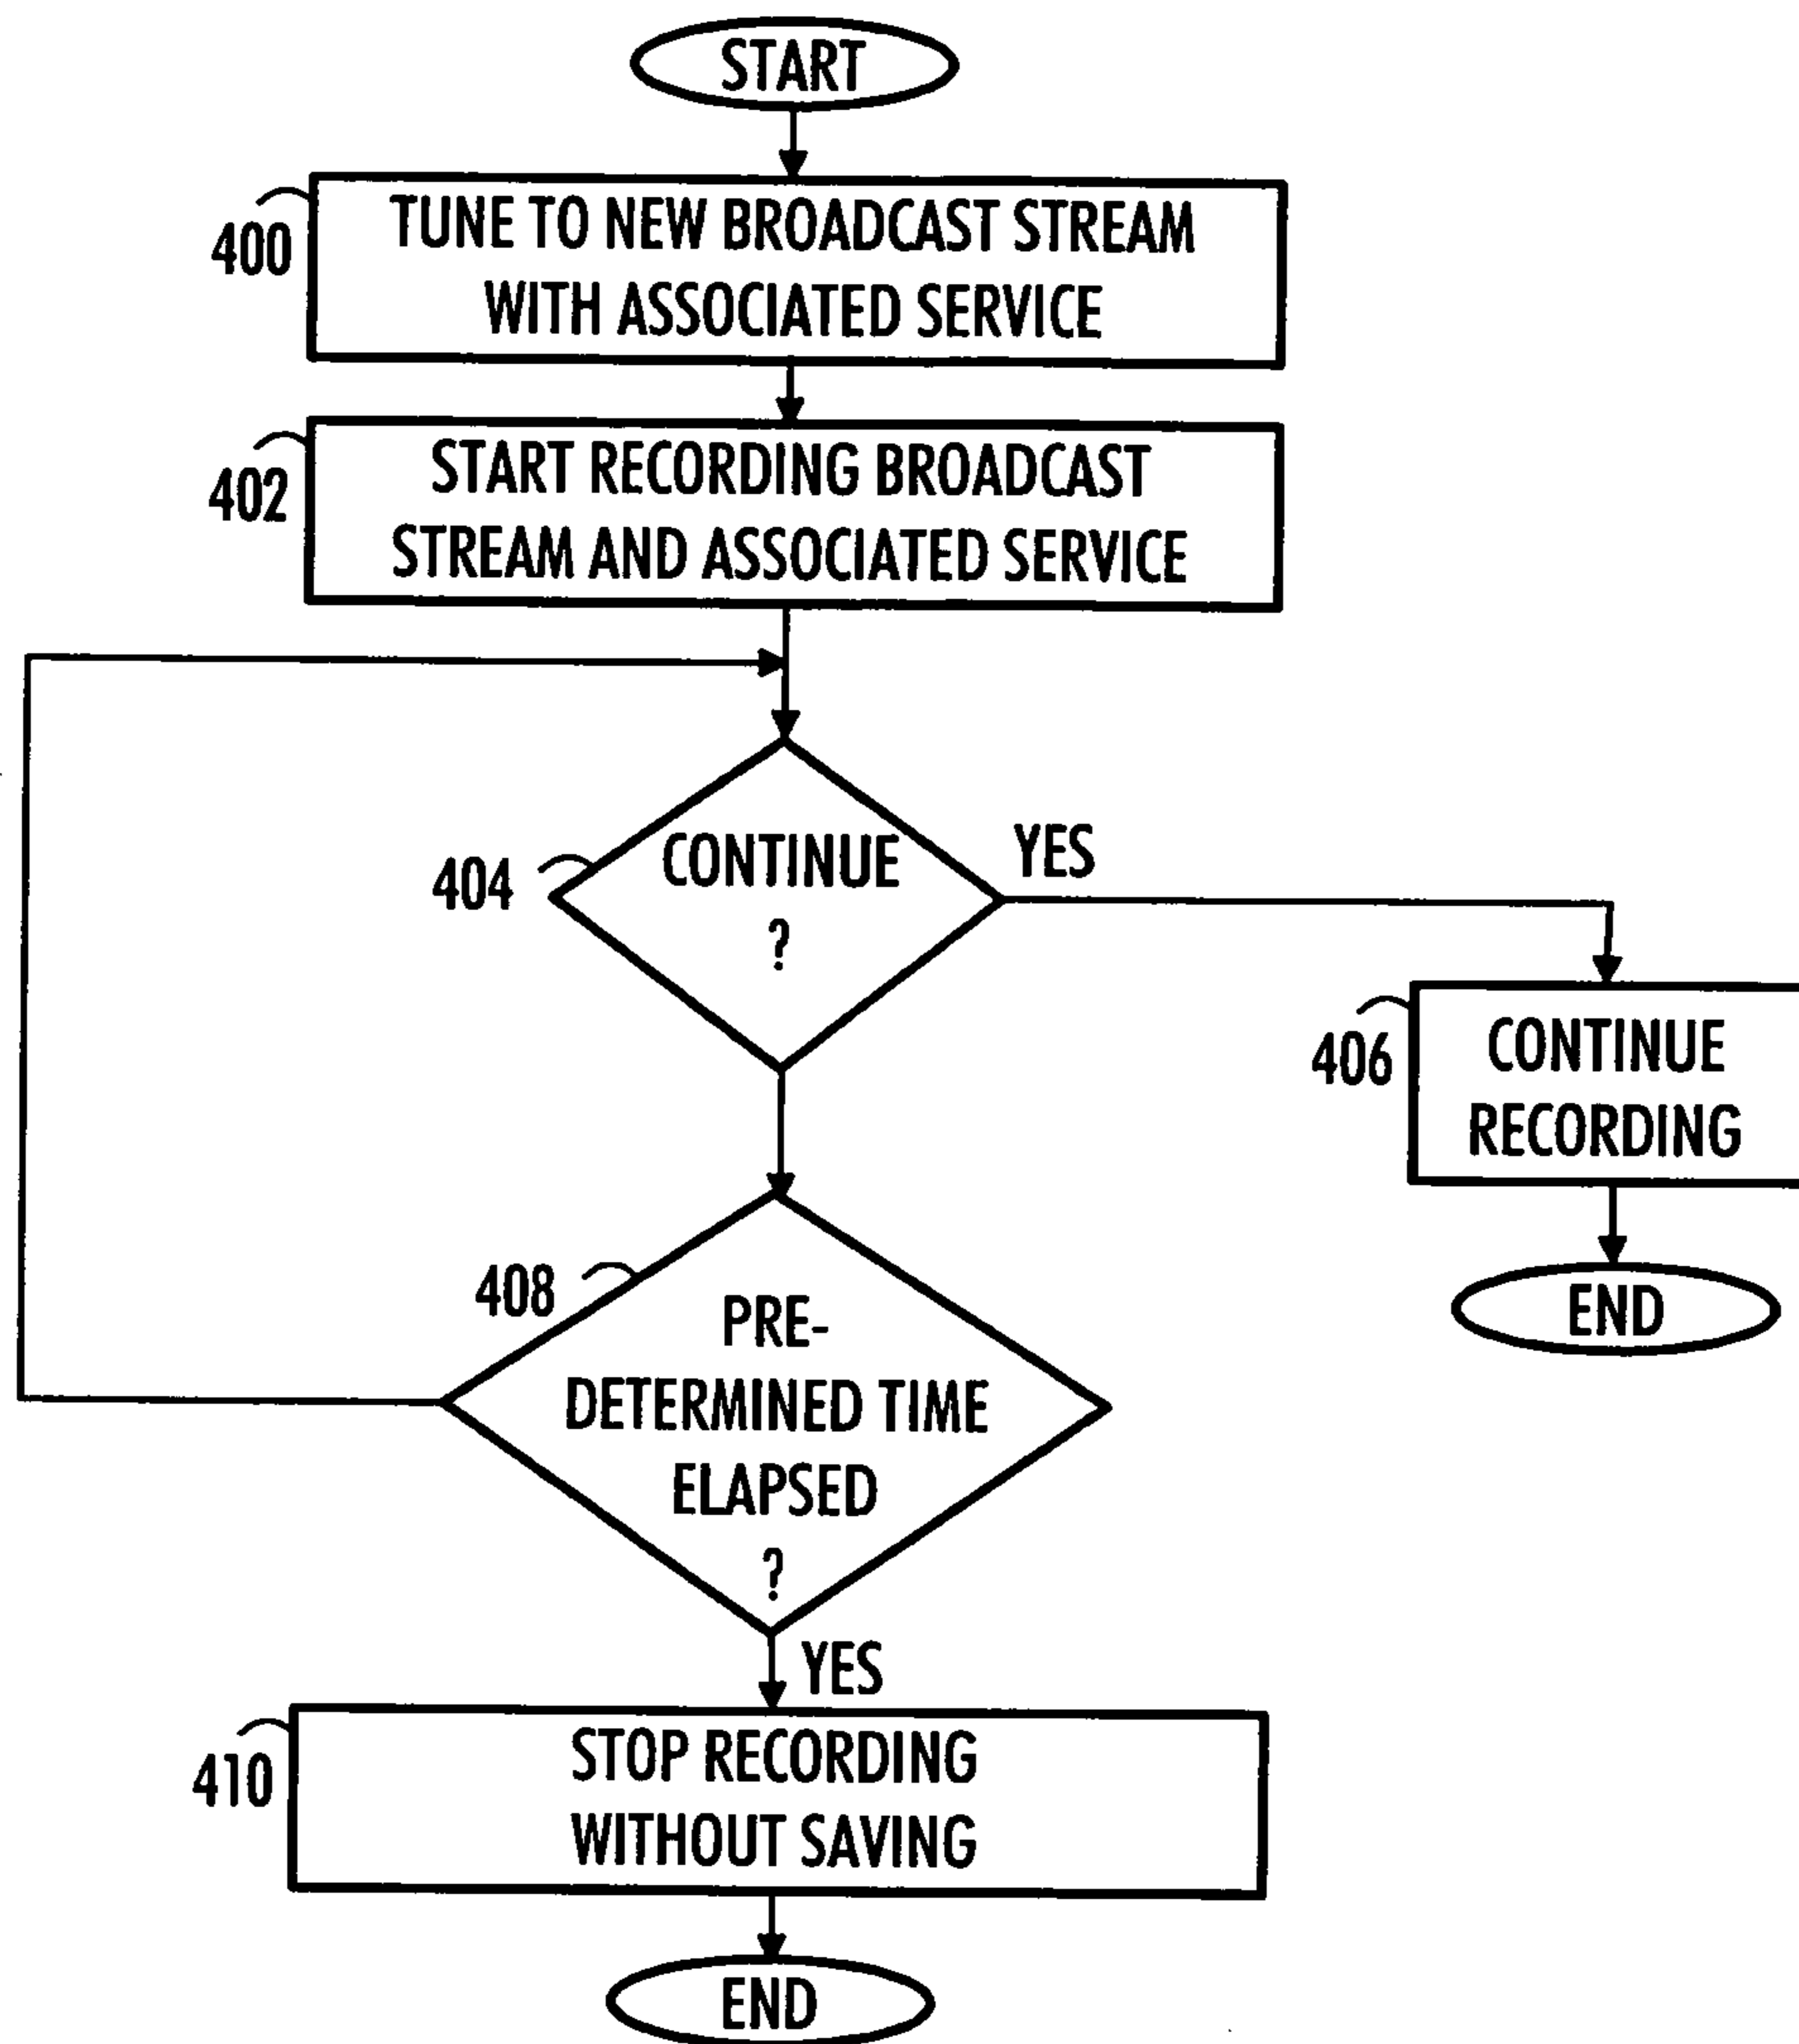 START
400
TUNE TO NEW BROADCAST STREAM
WITH ASSOCIATED SERVICE
402
START RECORDING BROADCAST
STREAM AND ASSOCIATED SERVICE
404
CONTINUE
?
YES
406
CONTINUE
RECORDING
END
408
PRE-
DETERMINED TIME
ELAPSED
?
YES
410
STOP RECORDING
WITHOUT SAVING
END